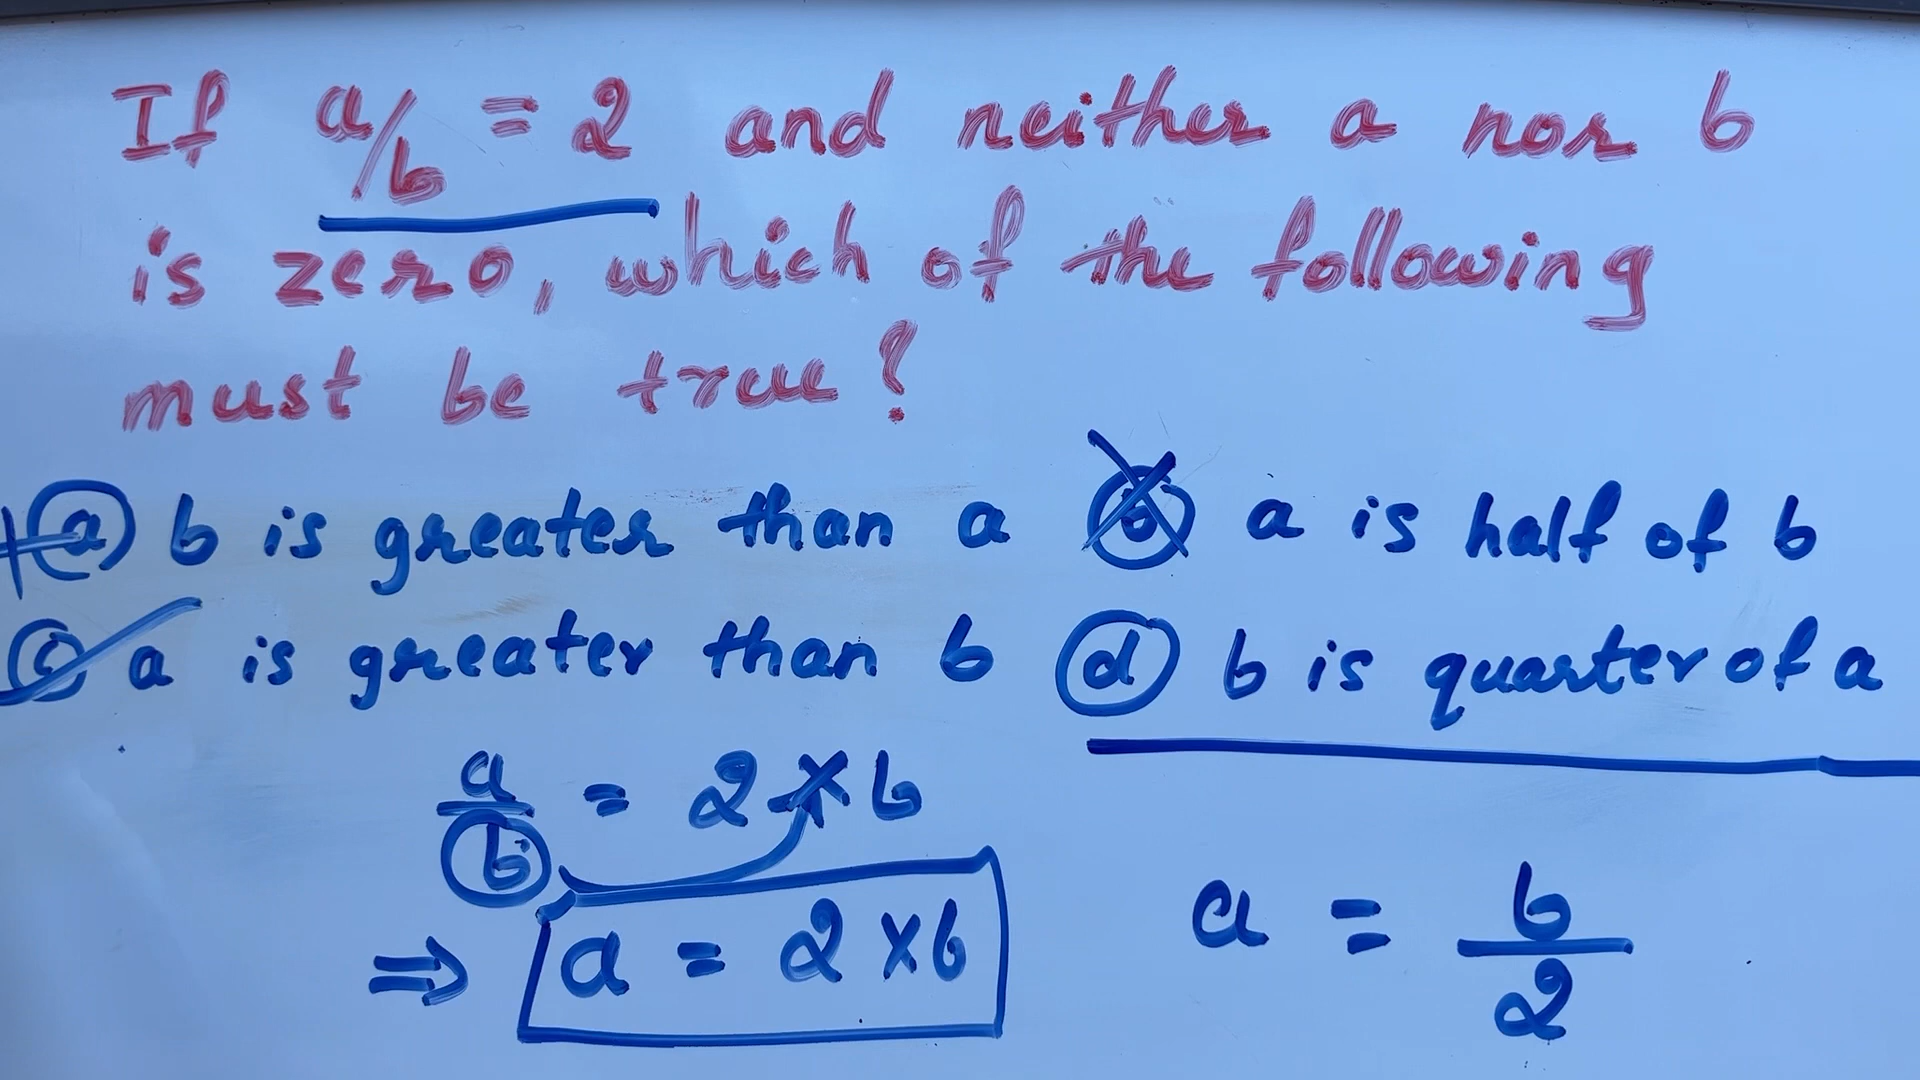 If a/b = 2 and neither a nor b
is zero, which of the following
must be true?
(a) b is greater than a (b) a is half of b
(c) a is greater than b (d) b is quarter of a
a/b = 2 × b
⇒ a = 2 × b
a = b/2